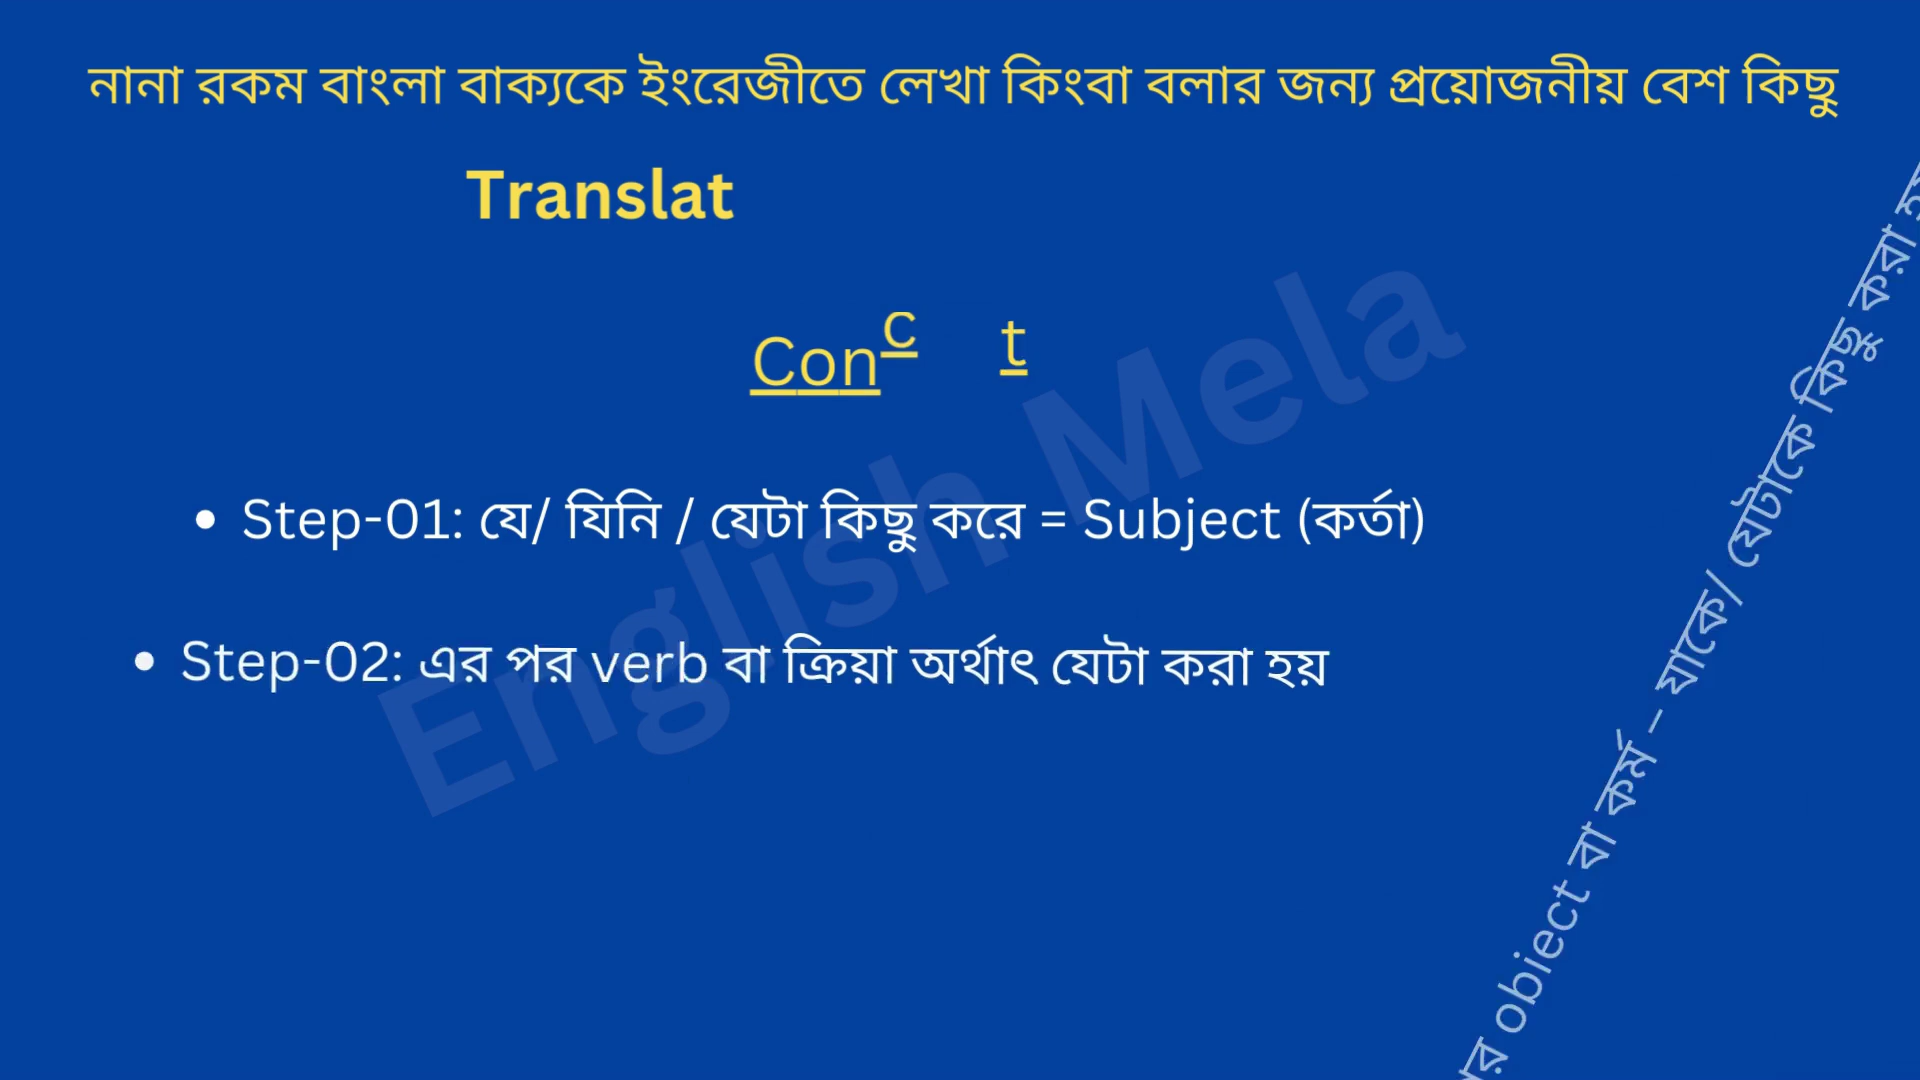 নানা রকম বাংলা বাক্যকে ইংরেজীতে লেখা কিংবা বলার জন্য প্রয়োজনীয় বেশ কিছু
Translat
Con c t
• Step-01: যে/ যিনি / যেটা কিছু করে = Subject (কর্তা)
• Step-02: এর পর verb বা ক্রিয়া অর্থাৎ যেটা করা হয়
object বা কর্ম – যাকে/ যেটাকে কিছু করা
English Mela